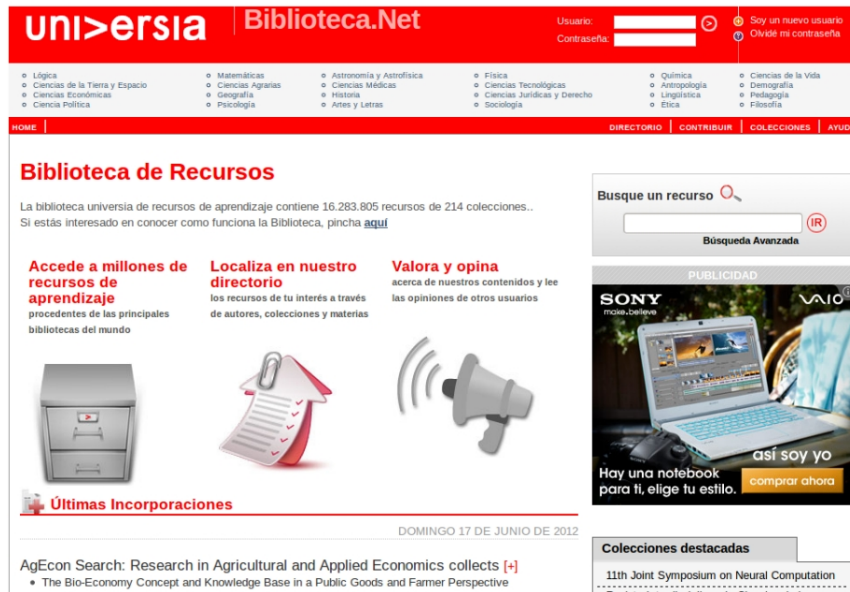 uni>ersia
Biblioteca.Net
Usuario:
Contraseña:
Soy un nuevo usuario
Olvidé mi contraseña
Lógica
Ciencias de la Tierra y Espacio
Ciencias Económicas
Ciencia Política
Matemáticas
Ciencias Agrarias
Geografía
Psicología
Astronomía y Astrofísica
Ciencias Médicas
Historia
Artes y Letras
Física
Ciencias Tecnológicas
Ciencias Jurídicas y Derecho
Sociología
Química
Antropología
Lingüística
Ética
Ciencias de la Vida
Demografía
Pedagogía
Filosofía
HOME
DIRECTORIO
CONTRIBUIR
COLECCIONES
AYUD
Biblioteca de Recursos
La biblioteca universia de recursos de aprendizaje contiene 16.283.805 recursos de 214 colecciones..
Si estás interesado en conocer como funciona la Biblioteca, pincha aquí
Accede a millones de
recursos de
aprendizaje
procedentes de las principales
bibliotecas del mundo
Localiza en nuestro
directorio
los recursos de tu interés a través
de autores, colecciones y materias
Valora y opina
acerca de nuestros contenidos y lee
las opiniones de otros usuarios
Últimas Incorporaciones
DOMINGO 17 DE JUNIO DE 2012
AgEcon Search: Research in Agricultural and Applied Economics collects [+]
The Bio-Economy Concept and Knowledge Base in a Public Goods and Farmer Perspective
Busque un recurso
IR
Búsqueda Avanzada
PUBLICIDAD
SONY
make.believe
VAIO
así soy yo
Hay una notebook
para ti, elige tu estilo.
comprar ahora
Colecciones destacadas
11th Joint Symposium on Neural Computation